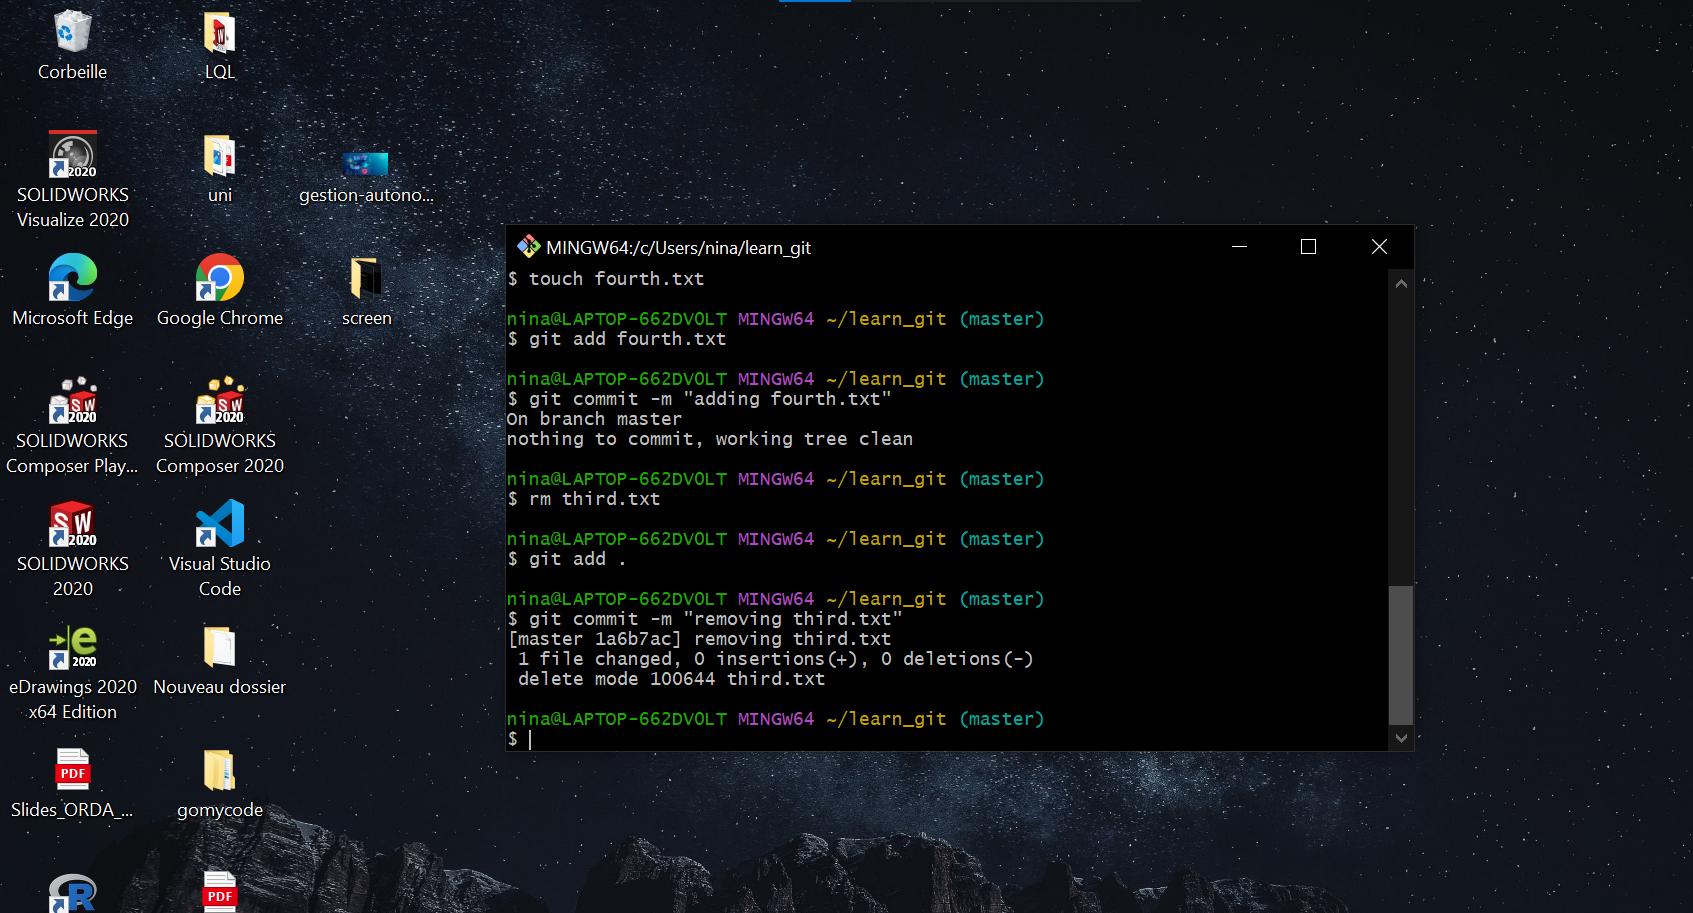 Corbeille
LQL
SOLIDWORKS
Visualize 2020
2020
uni
gestion-autono...
Microsoft Edge
Google Chrome
screen
SW
2020
SOLIDWORKS
Composer Play...
SW
2020
SOLIDWORKS
Composer 2020
SW
2020
SOLIDWORKS
2020
Visual Studio
Code
e
2020
eDrawings 2020
x64 Edition
Nouveau dossier
PDF
Slides_ORDA_...
gomycode
R
PDF
MINGW64:/c/Users/nina/learn_git
$ touch fourth.txt
nina@LAPTOP-662DV0LT MINGW64 ~/learn_git (master)
$ git add fourth.txt
nina@LAPTOP-662DV0LT MINGW64 ~/learn_git (master)
$ git commit -m "adding fourth.txt"
On branch master
nothing to commit, working tree clean
nina@LAPTOP-662DV0LT MINGW64 ~/learn_git (master)
$ rm third.txt
nina@LAPTOP-662DV0LT MINGW64 ~/learn_git (master)
$ git add .
nina@LAPTOP-662DV0LT MINGW64 ~/learn_git (master)
$ git commit -m "removing third.txt"
[master 1a6b7ac] removing third.txt
1 file changed, 0 insertions(+), 0 deletions(-)
delete mode 100644 third.txt
nina@LAPTOP-662DV0LT MINGW64 ~/learn_git (master)
$